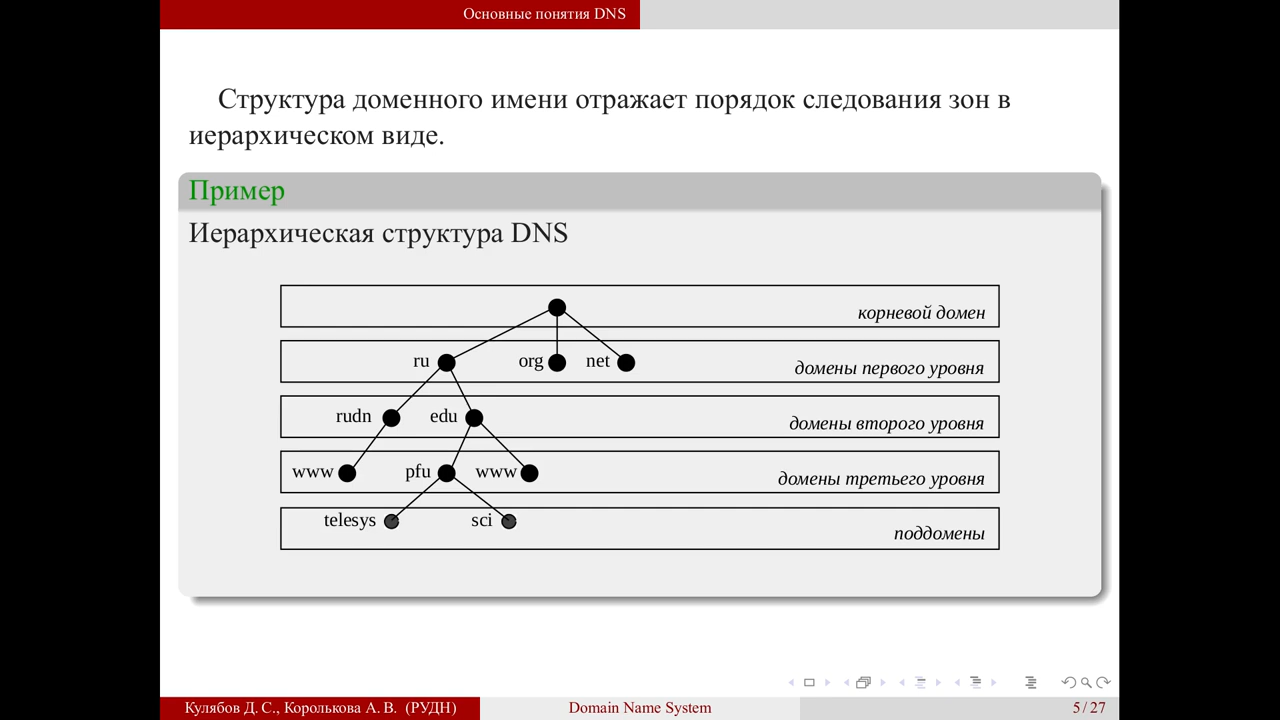 Основные понятия DNS
Структура доменного имени отражает порядок следования зон в
иерархическом виде.
Пример
Иерархическая структура DNS
корневой домен
ru org net домены первого уровня
rudn edu домены второго уровня
www pfu www домены третьего уровня
telesys sci поддомены
Кулябов Д. С., Королькова А. В. (РУДН) Domain Name System 5 / 27